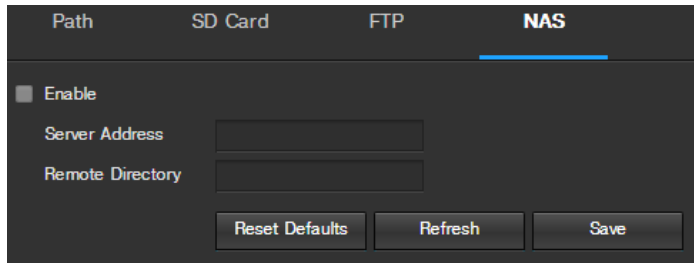 Path SD Card FTP NAS
Enable
Server Address
Remote Directory
Reset Defaults Refresh Save